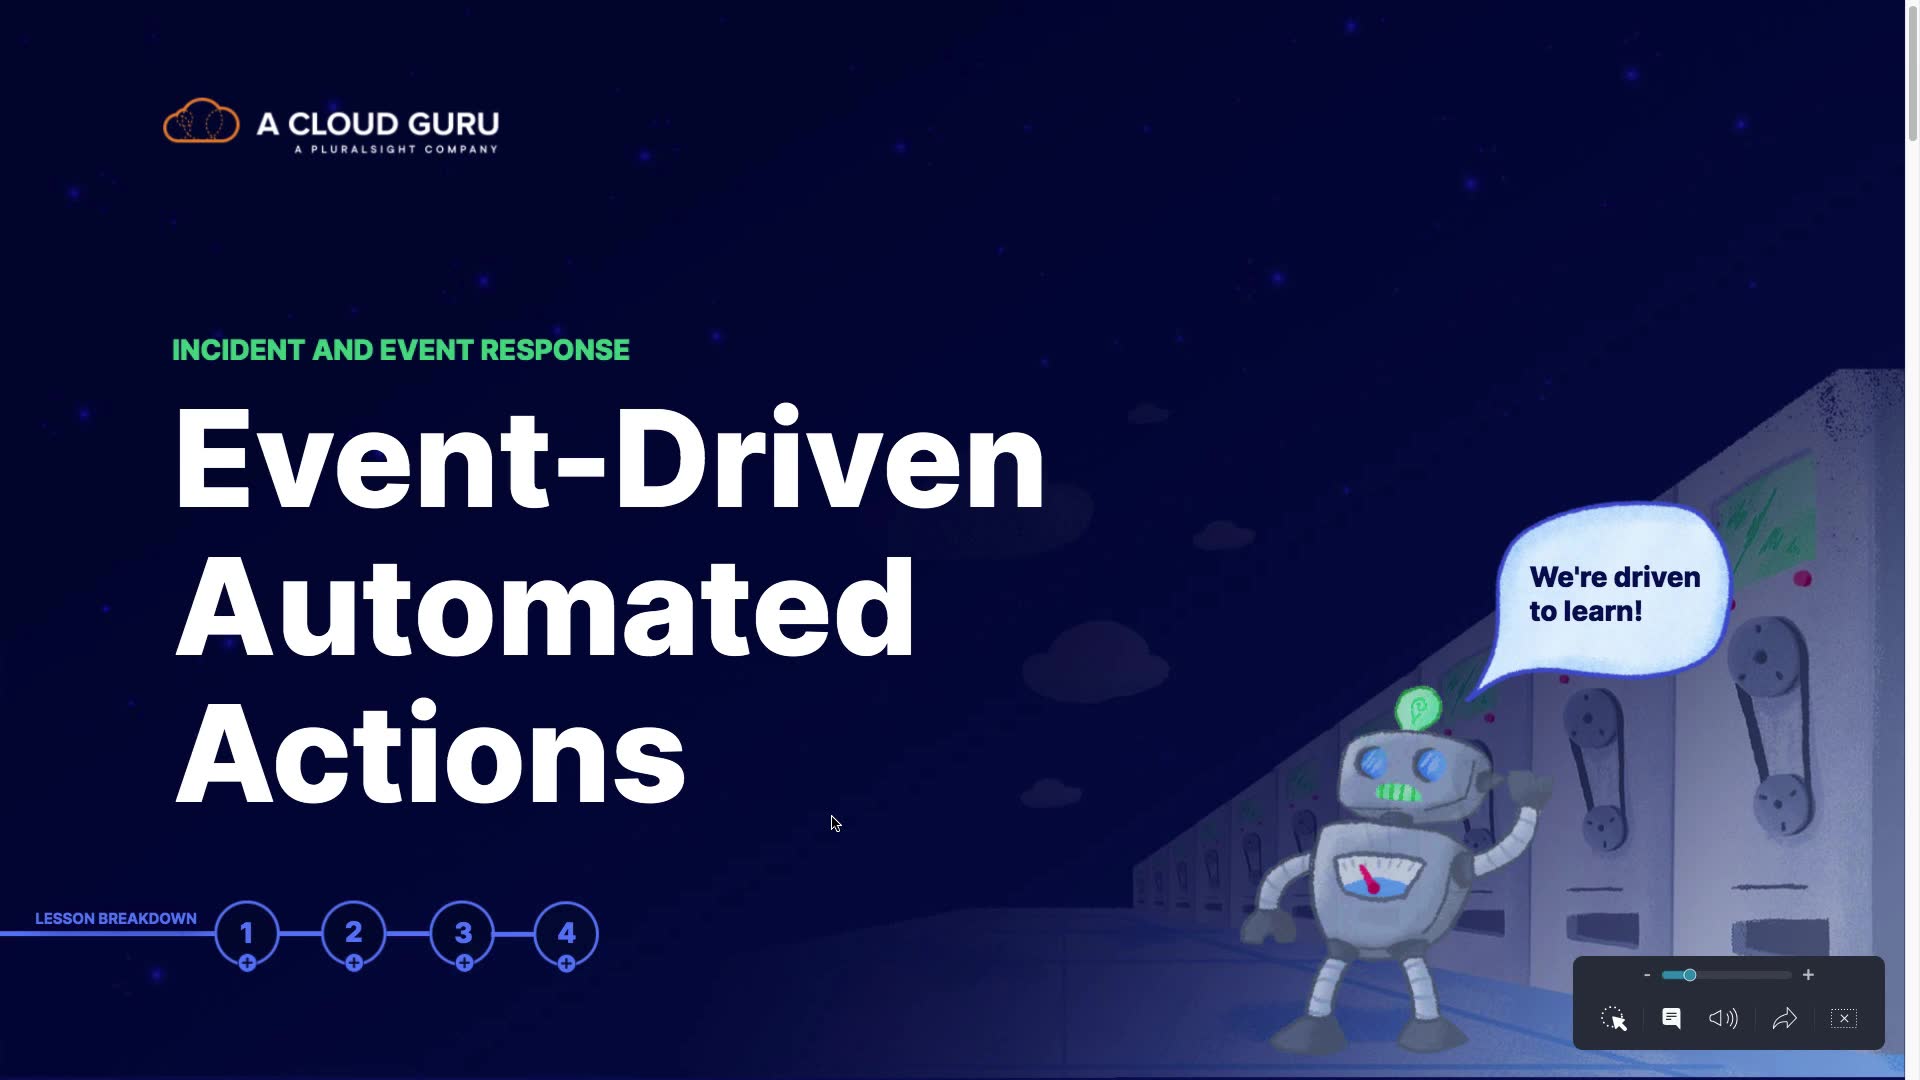 A CLOUD GURU
A PLURALSIGHT COMPANY
INCIDENT AND EVENT RESPONSE
Event-Driven
Automated
Actions
We're driven
to learn!
LESSON BREAKDOWN
1
2
3
4